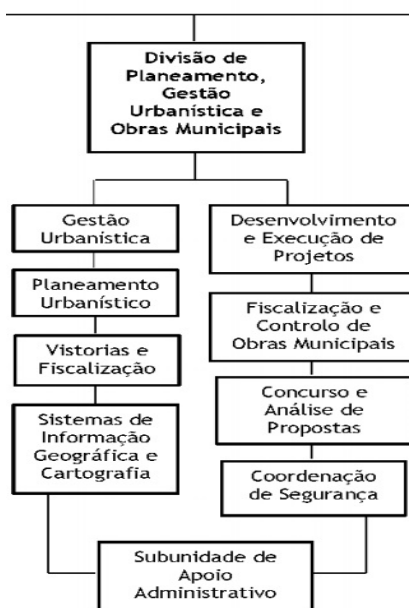 Divisão de
Planeamento,
Gestão
Urbanística e
Obras Municipais
Gestão
Urbanística
Planeamento
Urbanístico
Vistorias e
Fiscalização
Sistemas de
Informação
Geográfica e
Cartografia
Desenvolvimento
e Execução de
Projetos
Fiscalização e
Controlo de
Obras Municipais
Concurso e
Análise de
Propostas
Coordenação
de Segurança
Subunidade de
Apoio
Administrativo